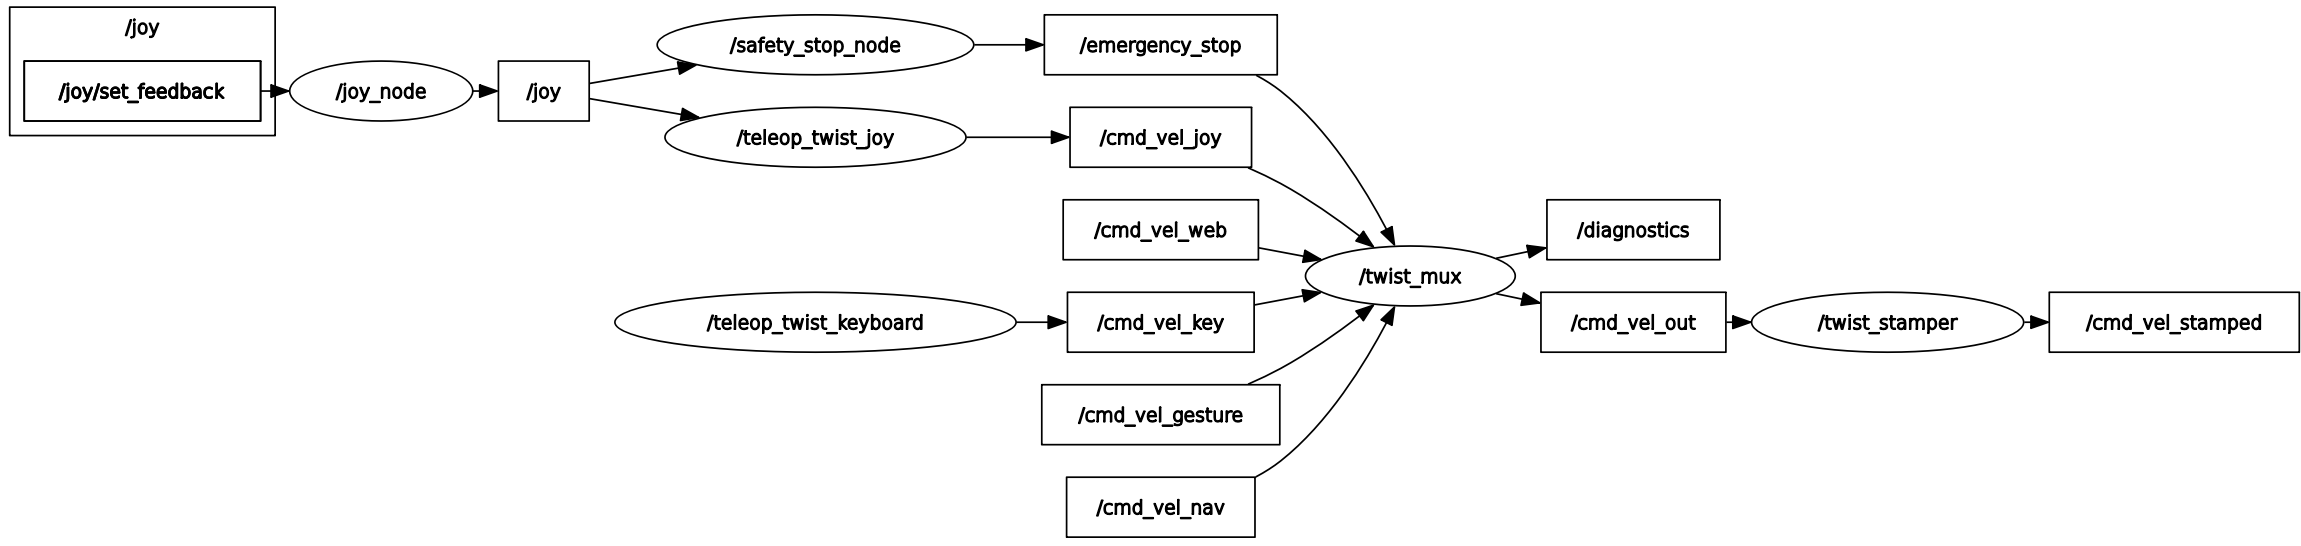 /joy
/joy/set_feedback
/joy_node
/joy
/safety_stop_node
/emergency_stop
/teleop_twist_joy
/cmd_vel_joy
/cmd_vel_web
/teleop_twist_keyboard
/cmd_vel_key
/cmd_vel_gesture
/cmd_vel_nav
/twist_mux
/diagnostics
/cmd_vel_out
/twist_stamper
/cmd_vel_stamped